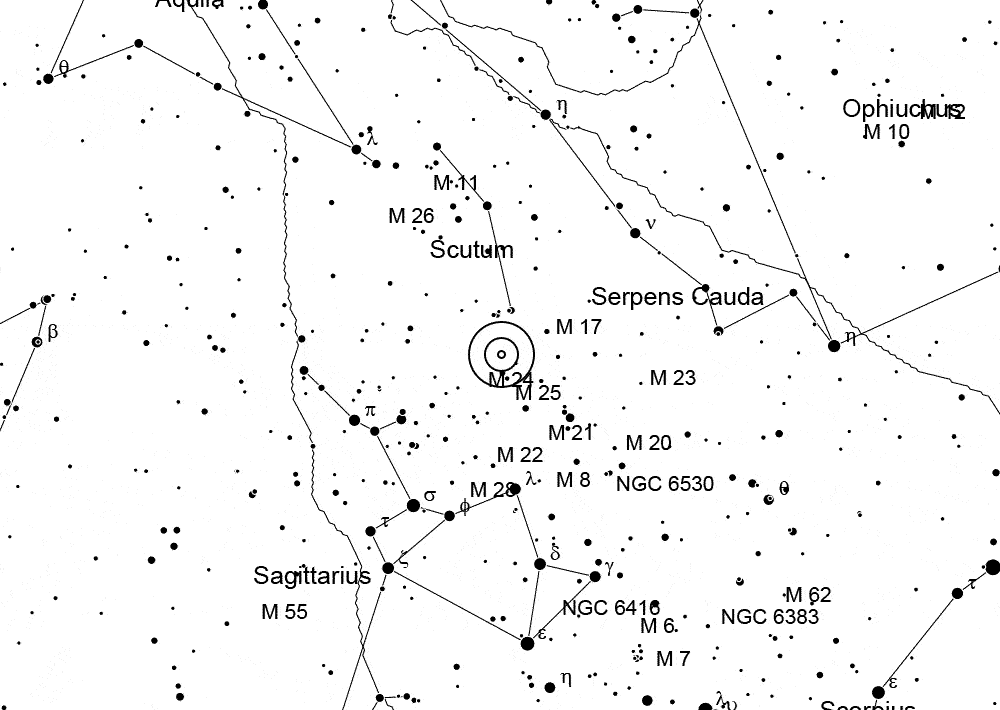 Aquila
θ
λ
η
Ophiuchus
M 12
M 10
M 11
M 26
ν
Scutum
Serpens Cauda
β
M 17
η
M 24
M 23
M 25
π
M 21
M 20
M 22
λ
M 8
NGC 6530
θ
M 28
σ
φ
τ
δ
ζ
γ
Sagittarius
τ
M 62
M 55
NGC 6416
NGC 6383
M 6
ε
M 7
η
ε
λ
υ
Scorpius